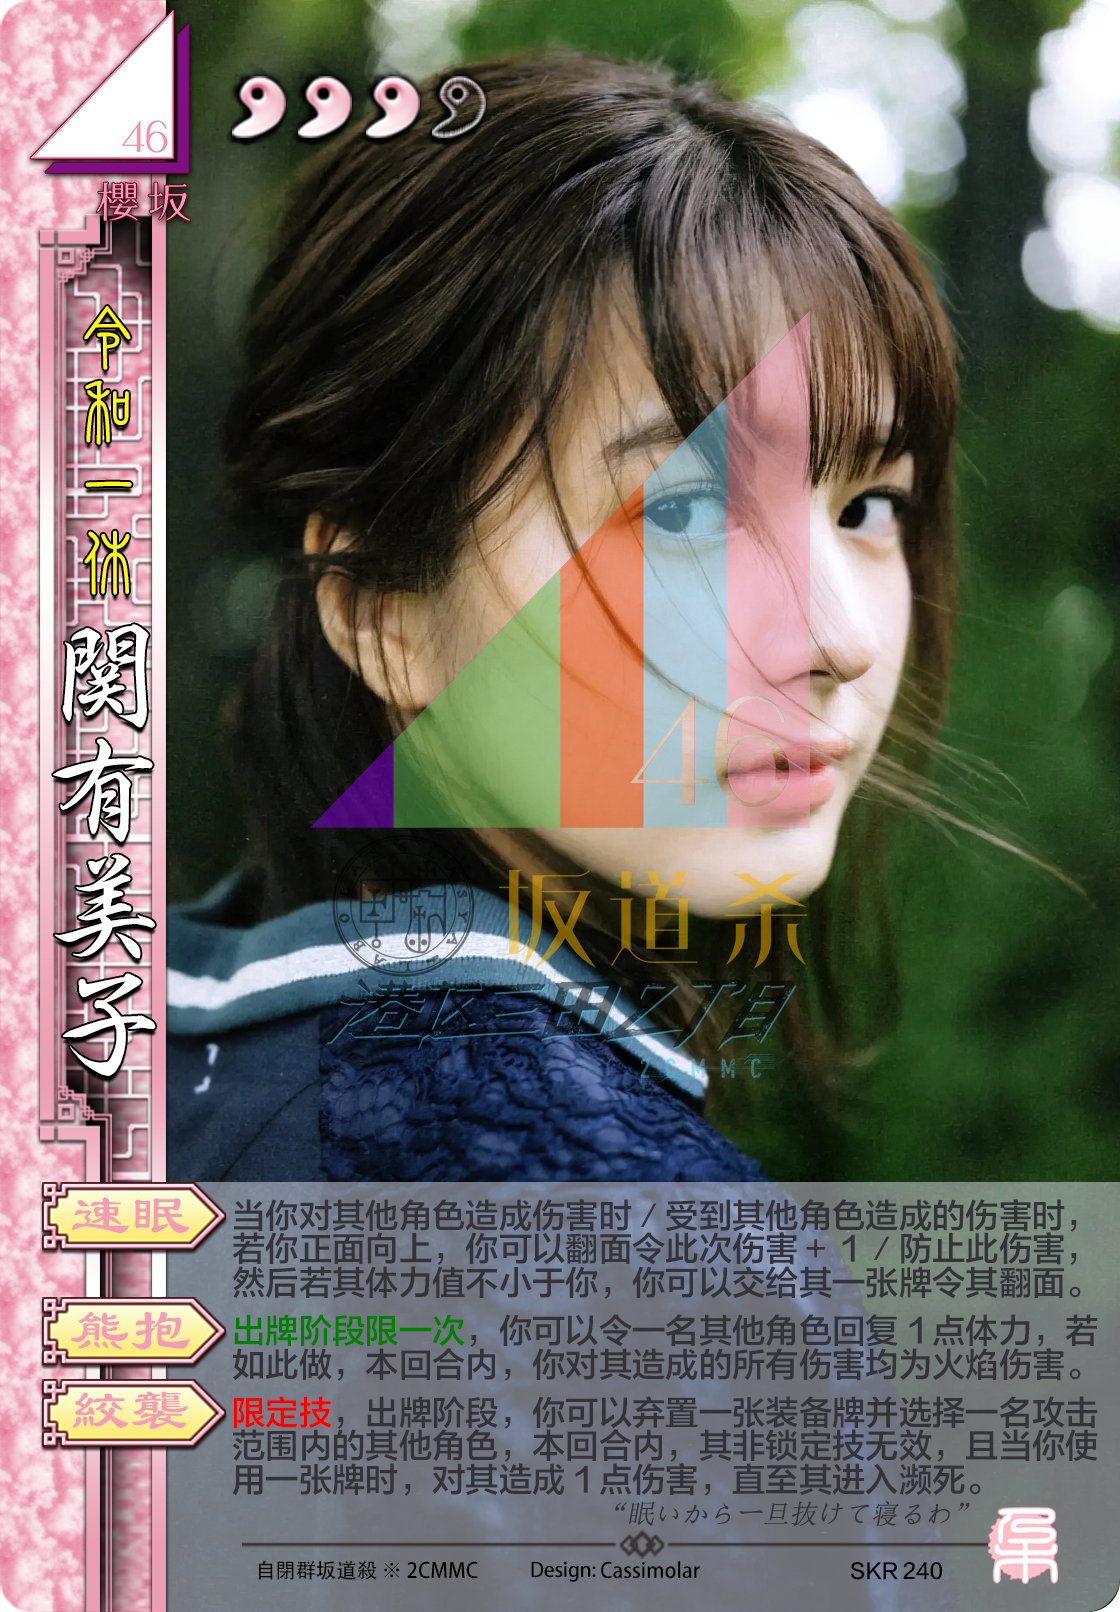 46
櫻坂
令和一休
関有美子
46
坂道杀
港区三田乙丁目
2CMMC
速眠
当你对其他角色造成伤害时 / 受到其他角色造成的伤害时，
若你正面向上，你可以翻面令此次伤害 + 1 / 防止此伤害，
然后若其体力值不小于你，你可以交给其一张牌令其翻面。
熊抱
出牌阶段限一次，你可以令一名其他角色回复 1 点体力，若
如此做，本回合内，你对其造成的所有伤害均为火焰伤害。
絞襲
限定技，出牌阶段，你可以弃置一张装备牌并选择一名攻击
范围内的其他角色，本回合内，其非锁定技无效，且当你使
用一张牌时，对其造成 1 点伤害，直至其进入濒死。
“眠いから一旦抜けて寝るわ”
自閉群坂道殺 ※ 2CMMC
Design: Cassimolar
SKR 240